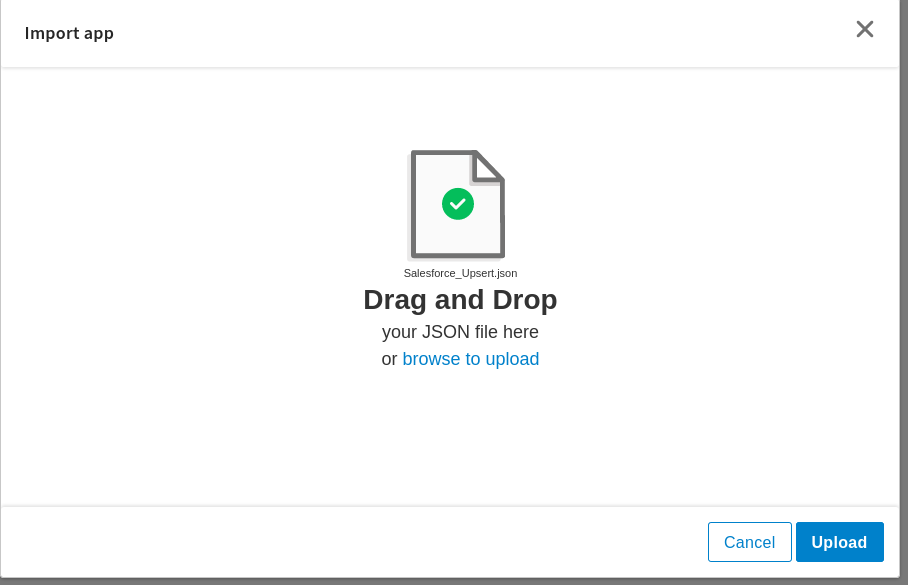 Import app
Salesforce_Upsert.json
Drag and Drop
your JSON file here
or browse to upload
Cancel
Upload